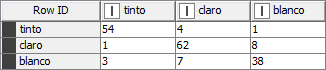 Row ID tinto claro blanco
tinto 54 4 1
claro 1 62 8
blanco 3 7 38